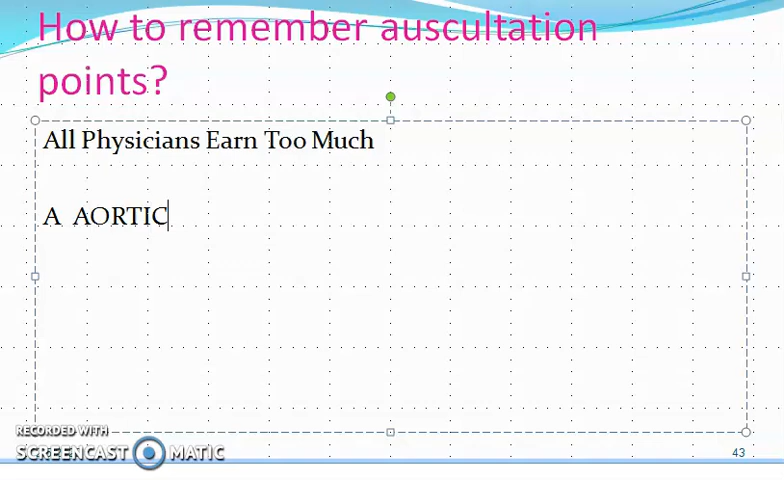 How to remember auscultation
points?
All Physicians Earn Too Much
A AORTIC
RECORDED WITH
SCREENCAST MATIC
43